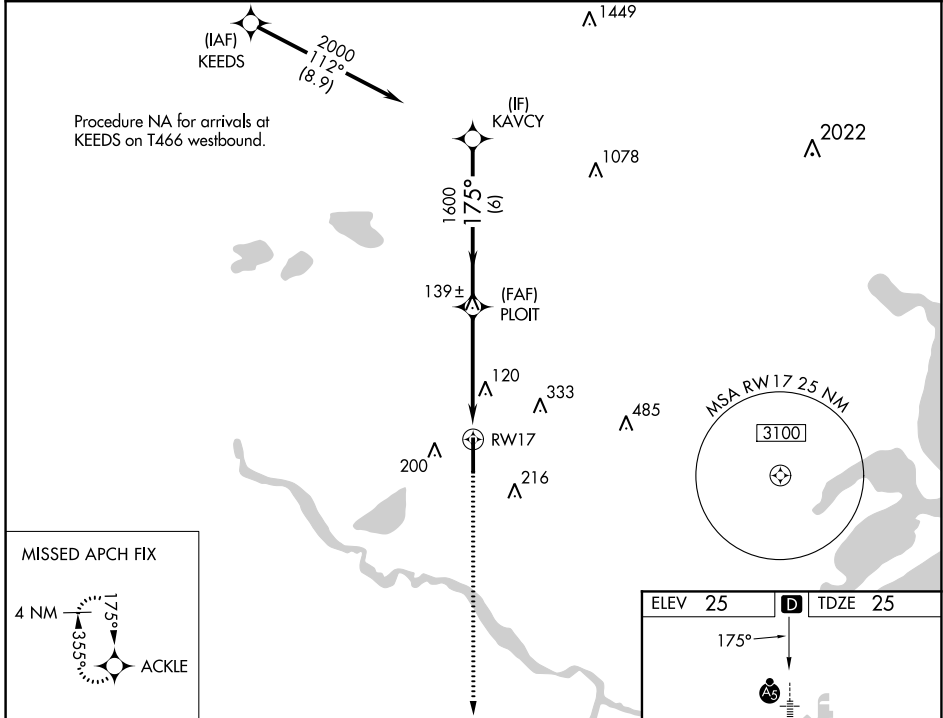 1449
(IAF)
KEEDS
2000
112°
(8.9)
Procedure NA for arrivals at
KEEDS on T466 westbound.
(IF)
KAVCY
2022
1078
1600
175°
(6)
139±
(FAF)
PLOIT
120
333
485
MSA RW17 25 NM
3100
RW17
200
216
MISSED APCH FIX
4 NM
175°
355°
ACKLE
ELEV 25
D
TDZE 25
175°
A5